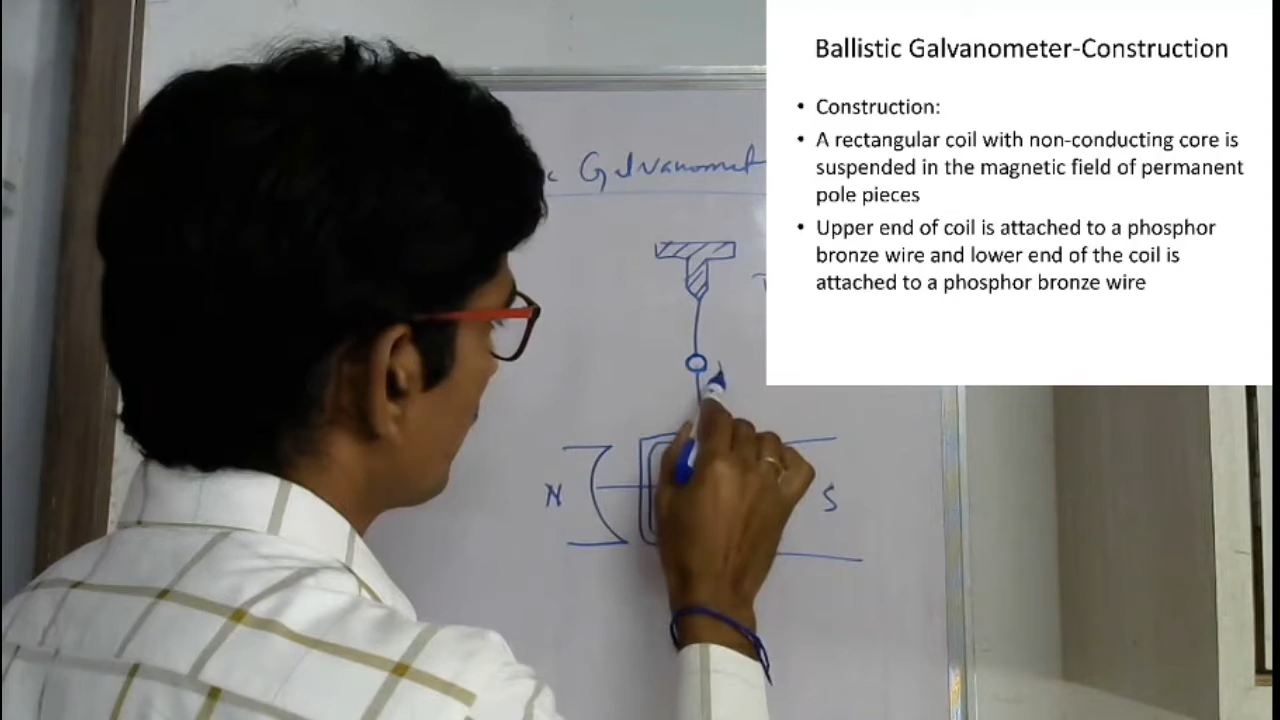 Ballistic Galvanometer-Construction
• Construction:
• A rectangular coil with non-conducting core is
suspended in the magnetic field of permanent
pole pieces
• Upper end of coil is attached to a phosphor
bronze wire and lower end of the coil is
attached to a phosphor bronze wire
Galvanomet
N
S